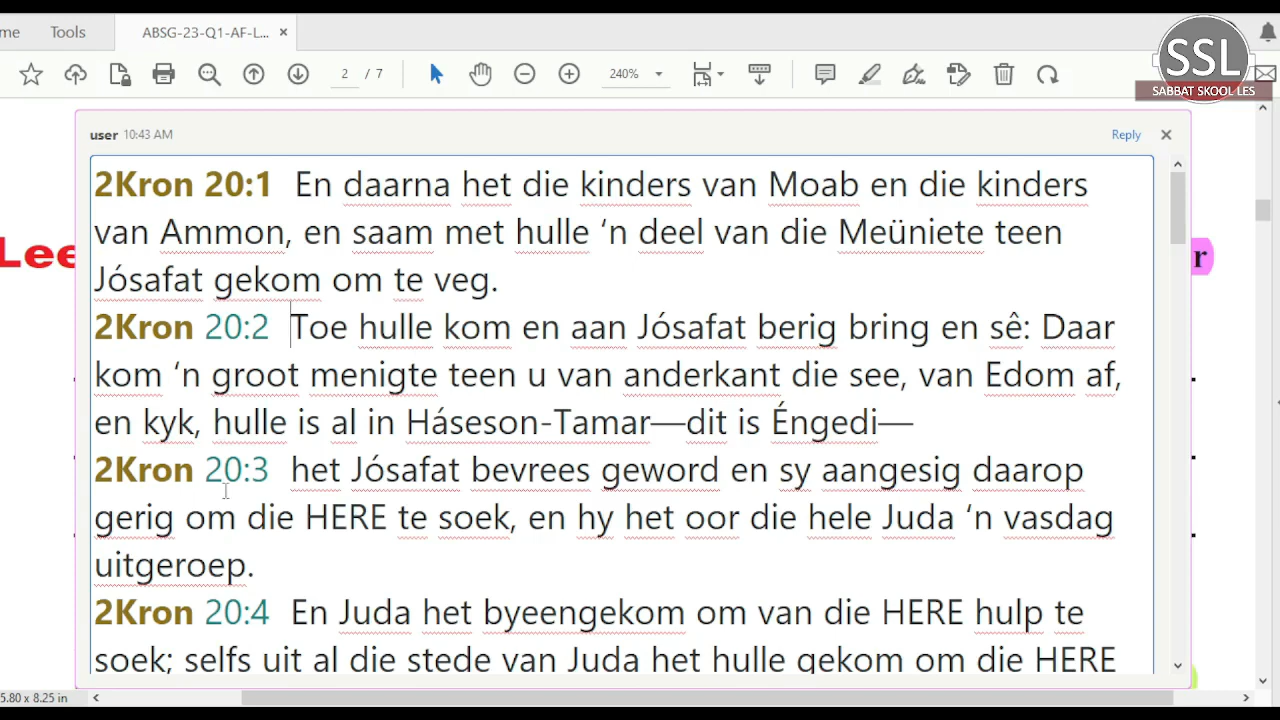 me Tools ABSG-23-Q1-AF-L... ×
SSL
SABBAT SKOOL LES
2 / 7 240%
user 10:43 AM Reply
2Kron 20:1 En daarna het die kinders van Moab en die kinders
van Ammon, en saam met hulle ‘n deel van die Meüniete teen
Jósafat gekom om te veg.
2Kron 20:2 Toe hulle kom en aan Jósafat berig bring en sê: Daar
kom ‘n groot menigte teen u van anderkant die see, van Edom af,
en kyk, hulle is al in Háseson-Tamar—dit is Éngedi—
2Kron 20:3 het Jósafat bevrees geword en sy aangesig daarop
gerig om die HERE te soek, en hy het oor die hele Juda ‘n vasdag
uitgeroep.
2Kron 20:4 En Juda het byeengekom om van die HERE hulp te
soek; selfs uit al die stede van Juda het hulle gekom om die HERE
Lee
r
5.80 x 8.25 in